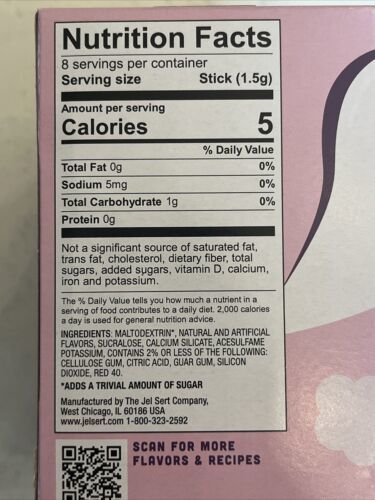 Nutrition Facts
8 servings per container
Serving size Stick (1.5g)
Amount per serving
Calories 5
% Daily Value
Total Fat 0g 0%
Sodium 5mg 0%
Total Carbohydrate 1g 0%
Protein 0g
Not a significant source of saturated fat,
trans fat, cholesterol, dietary fiber, total
sugars, added sugars, vitamin D, calcium,
iron and potassium.
The % Daily Value tells you how much a nutrient in a
serving of food contributes to a daily diet. 2,000 calories
a day is used for general nutrition advice.
INGREDIENTS: MALTODEXTRIN*, NATURAL AND ARTIFICIAL
FLAVORS, SUCRALOSE, CALCIUM SILICATE, ACESULFAME
POTASSIUM, CONTAINS 2% OR LESS OF THE FOLLOWING:
CELLULOSE GUM, CITRIC ACID, GUAR GUM, SILICON
DIOXIDE, RED 40.
*ADDS A TRIVIAL AMOUNT OF SUGAR
Manufactured by The Jel Sert Company,
West Chicago, IL 60186 USA
www.jelsert.com 1-800-323-2592
SCAN FOR MORE
FLAVORS & RECIPES